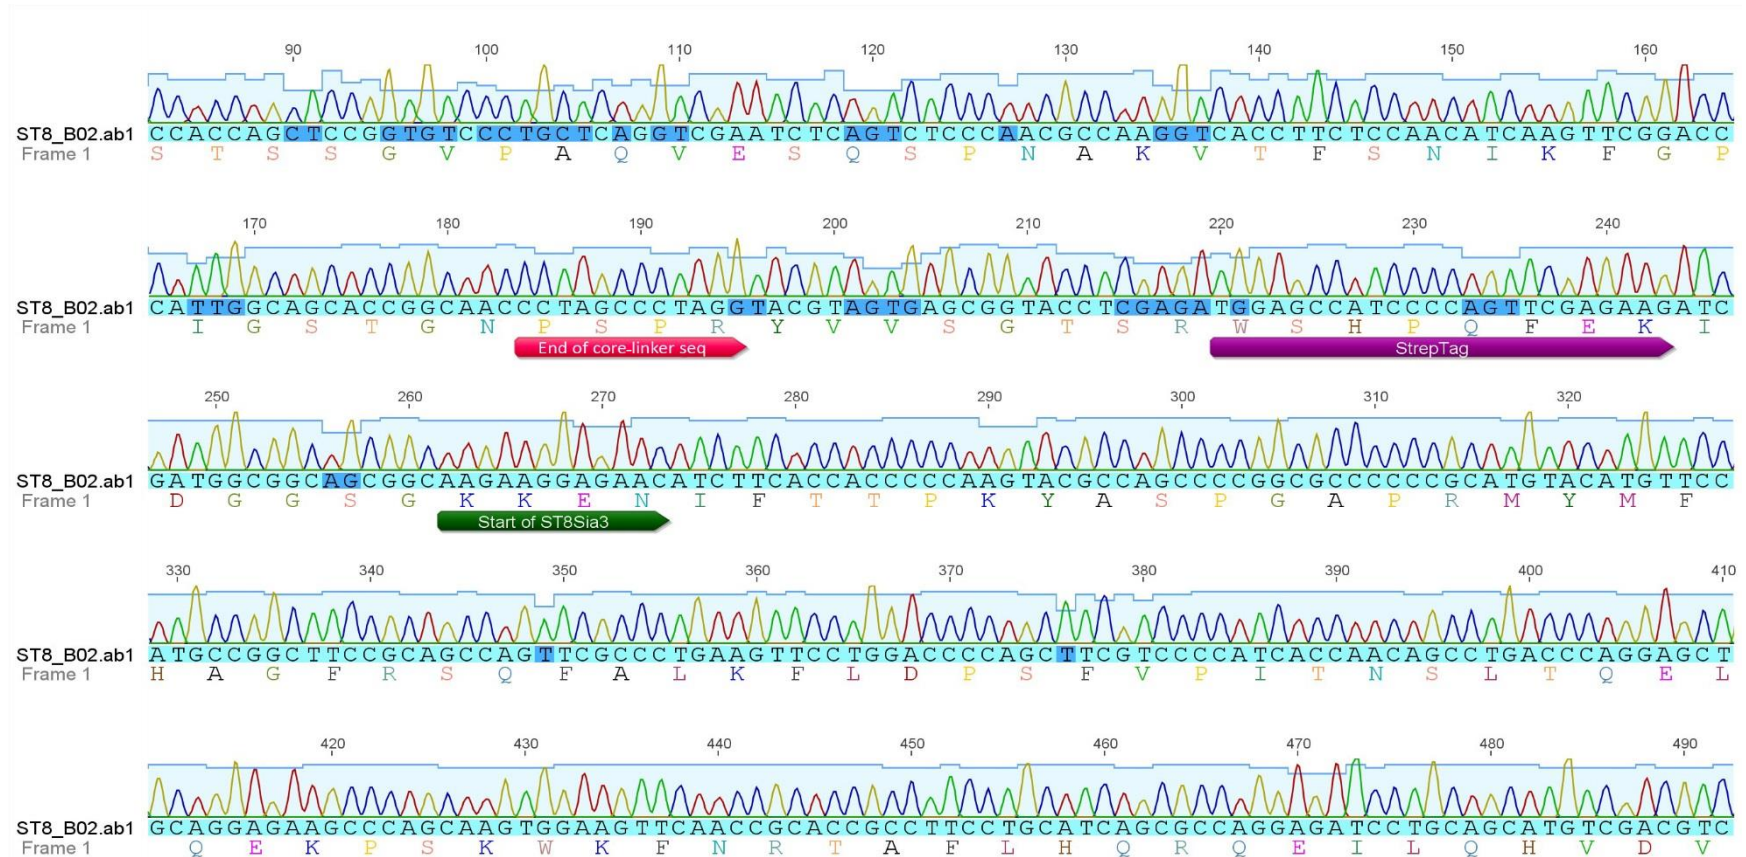 90 100 110 120 130 140 150 160
ST8_B02.ab1 CCACCAGCTCCGGTGTCCCTGCTCAGGTCGAATCTCAGTCTCCCAACGCCAAGGTCACCTTCTCCAACATCAAGTTCGGACC
Frame 1 S T S S G V P A Q V E S Q S P N A K V T F S N I K F G P
170 180 190 200 210 220 230 240
ST8_B02.ab1 CATTGGCAGCACCGGCAACCCTAGCCCTAGGTACGTAGTGAGCGGTACCTCGAGATGGAGCCATCCCCAGTTCGAGAAGATC
Frame 1 I G S T G N P S P R Y V V S G T S R W S H P Q F E K I
End of core-linker seq StrepTag
250 260 270 280 290 300 310 320
ST8_B02.ab1 GATGGCGGCAGCGGCAAGAAGGAGAACATCTTCACCACCCCCAAGTACGCCAGCCCCGGCGCCCCCCGCATGTACATGTTCC
Frame 1 D G G S G K K E N I F T T P K Y A S P G A P R M Y M F
Start of ST8Sia3
330 340 350 360 370 380 390 400 410
ST8_B02.ab1 ATGCCGGCTTCCGCAGCCAGTTCGCCCTGAAGTTCCTGGACCCCAGCTTCGTCCCCATCACCAACAGCCTGACCCAGGAGCT
Frame 1 H A G F R S Q F A L K F L D P S F V P I T N S L T Q E L
420 430 440 450 460 470 480 490
ST8_B02.ab1 GCAGGAGAAGCCCAGCAAGTGGAAGTTCAACCGCACCGCCTTCCTGCATCAGCGCCAGGAGATCCTGCAGCATGTCGACGTC
Frame 1 Q E K P S K W K F N R T A F L H Q R Q E I L Q H V D V